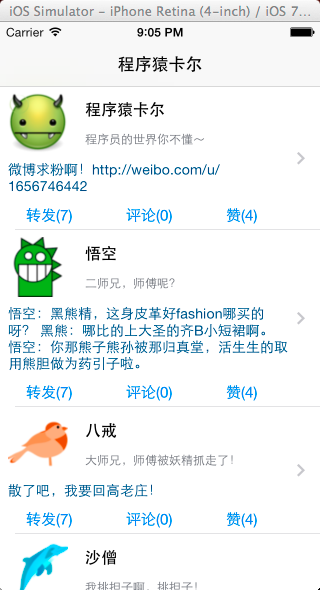 iOS Simulator - iPhone Retina (4-inch) / iOS 7...
Carrier 9:05 PM
程序猿卡尔
程序猿卡尔
程序员的世界你不懂～
微博求粉啊！http://weibo.com/u/
1656746442
转发(7) 评论(0) 赞(4)
悟空
二师兄，师傅呢？
悟空：黑熊精，这身皮革好fashion哪买的
呀？ 黑熊：哪比的上大圣的齐B小短裙啊。
悟空：你那熊子熊孙被那归真堂，活生生的取
用熊胆做为药引子啦。
转发(7) 评论(0) 赞(4)
八戒
大师兄，师傅被妖精抓走了！
散了吧，我要回高老庄！
转发(7) 评论(0) 赞(4)
沙僧
我挑担子啊，挑担子！